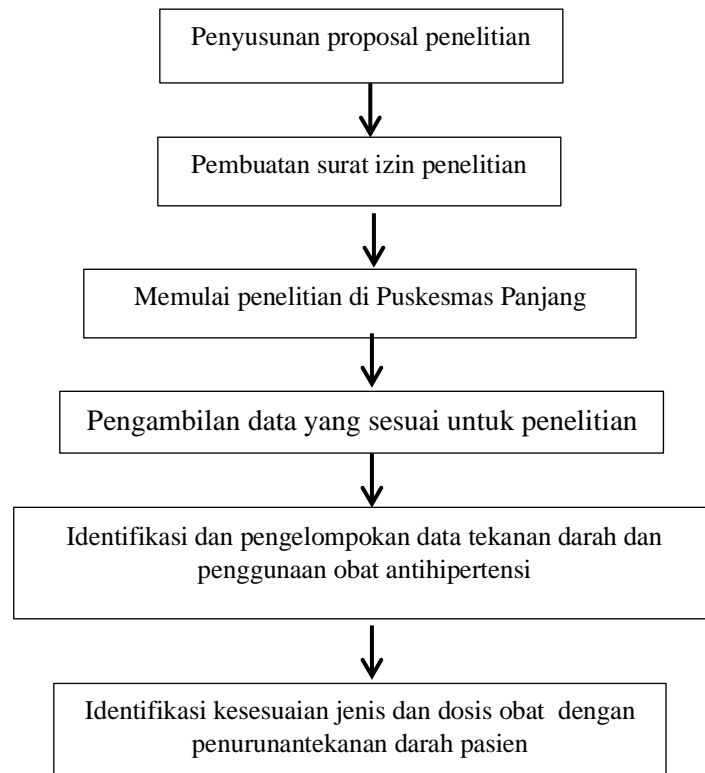 Penyusunan proposal penelitian
Pembuatan surat izin penelitian
Memulai penelitian di Puskesmas Panjang
Pengambilan data yang sesuai untuk penelitian
Identifikasi dan pengelompokan data tekanan darah dan
penggunaan obat antihipertensi
Identifikasi kesesuaian jenis dan dosis obat dengan
penurunantekanan darah pasien